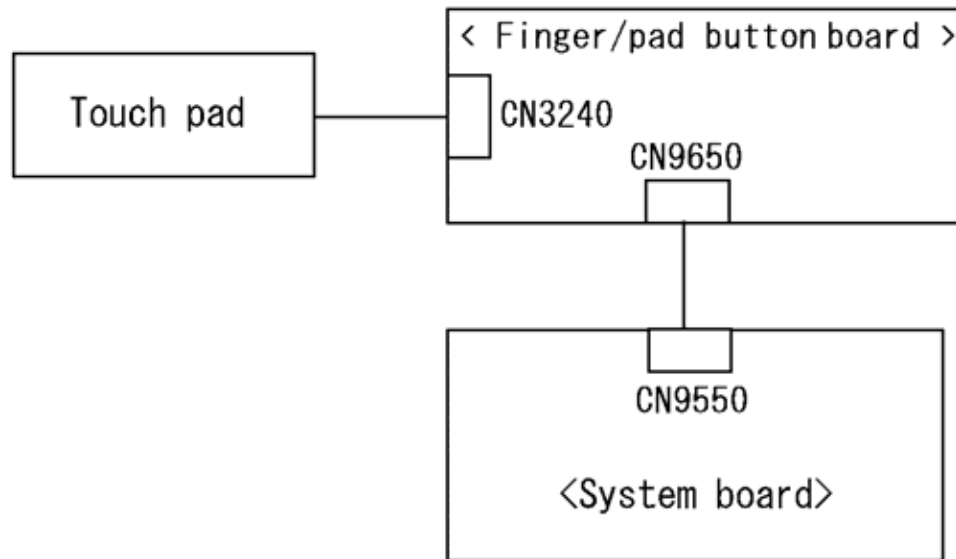 < Finger/pad button board >
Touch pad
CN3240
CN9650
CN9550
<System board>